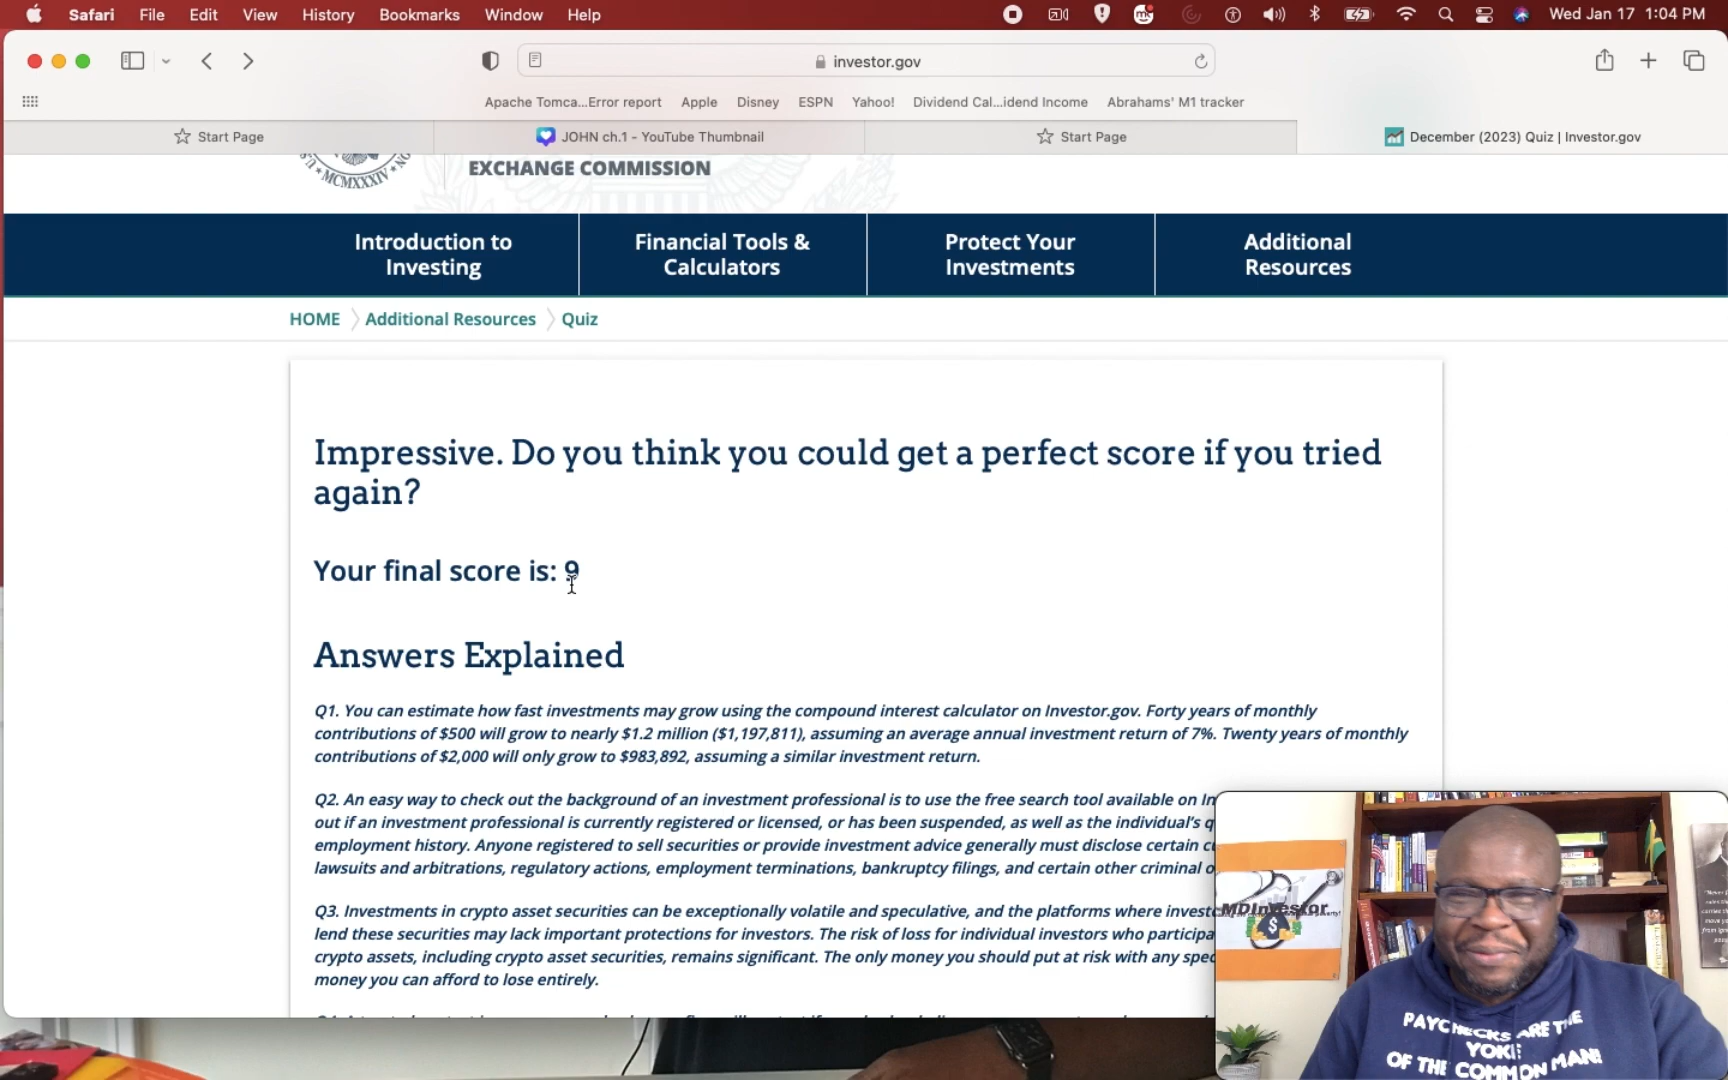 Safari File Edit View History Bookmarks Window Help
Wed Jan 17 1:04 PM
investor.gov
Apache Tomca...Error report Apple Disney ESPN Yahoo! Dividend Cal...idend Income Abrahams' M1 tracker
Start Page
JOHN ch.1 - YouTube Thumbnail
Start Page
December (2023) Quiz | Investor.gov
MCMXXXIV
EXCHANGE COMMISSION
Introduction to
Investing
Financial Tools &
Calculators
Protect Your
Investments
Additional
Resources
HOME Additional Resources Quiz
Impressive. Do you think you could get a perfect score if you tried
again?
Your final score is: 9
Answers Explained
Q1. You can estimate how fast investments may grow using the compound interest calculator on Investor.gov. Forty years of monthly
contributions of $500 will grow to nearly $1.2 million ($1,197,811), assuming an average annual investment return of 7%. Twenty years of monthly
contributions of $2,000 will only grow to $983,892, assuming a similar investment return.
Q2. An easy way to check out the background of an investment professional is to use the free search tool available on In
out if an investment professional is currently registered or licensed, or has been suspended, as well as the individual's q
employment history. Anyone registered to sell securities or provide investment advice generally must disclose certain c
lawsuits and arbitrations, regulatory actions, employment terminations, bankruptcy filings, and certain other criminal o
Q3. Investments in crypto asset securities can be exceptionally volatile and speculative, and the platforms where invest
lend these securities may lack important protections for investors. The risk of loss for individual investors who participa
crypto assets, including crypto asset securities, remains significant. The only money you should put at risk with any spec
money you can afford to lose entirely.
MDInvestor
PAYCHECKS ARE THE
YOKE
OF THE COMMON MAN!